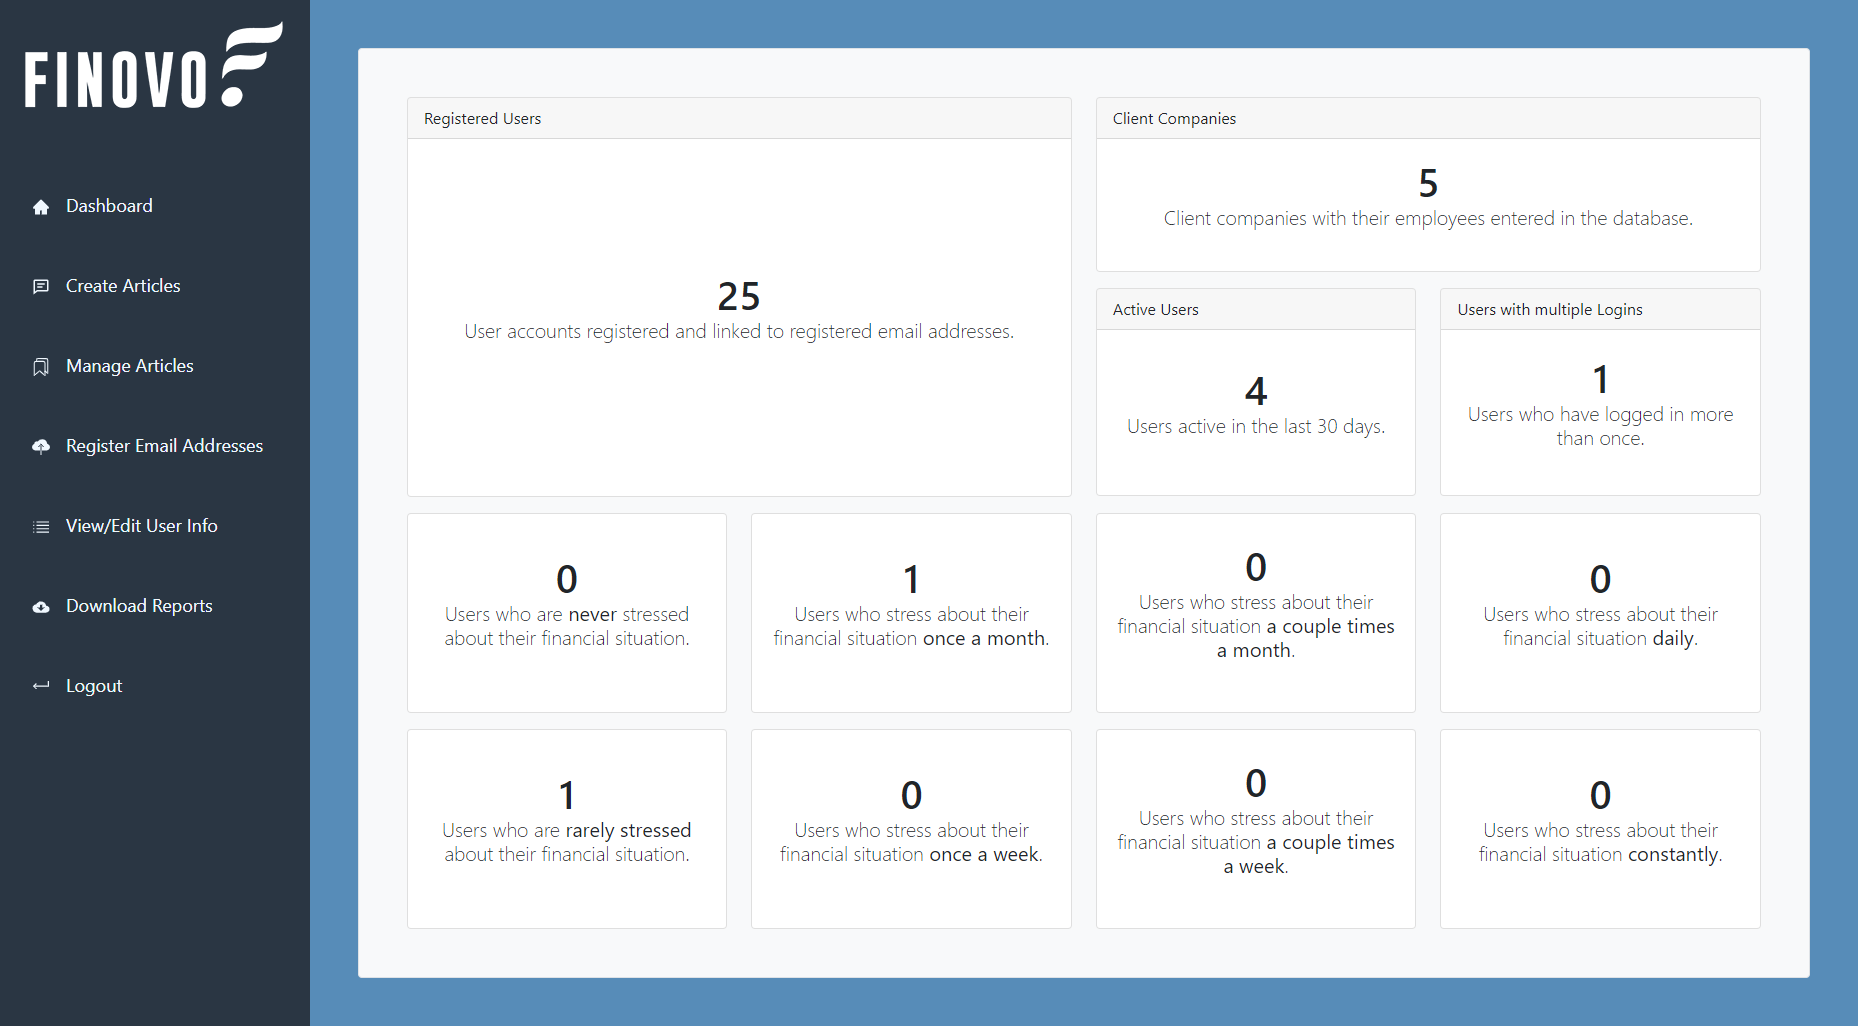 FINOVO
Dashboard
Create Articles
Manage Articles
Register Email Addresses
View/Edit User Info
Download Reports
Logout
Registered Users
25
User accounts registered and linked to registered email addresses.
Client Companies
5
Client companies with their employees entered in the database.
Active Users
4
Users active in the last 30 days.
Users with multiple Logins
1
Users who have logged in more
than once.
0
Users who are never stressed
about their financial situation.
1
Users who stress about their
financial situation once a month.
0
Users who stress about their
financial situation a couple times
a month.
0
Users who stress about their
financial situation daily.
1
Users who are rarely stressed
about their financial situation.
0
Users who stress about their
financial situation once a week.
0
Users who stress about their
financial situation a couple times
a week.
0
Users who stress about their
financial situation constantly.